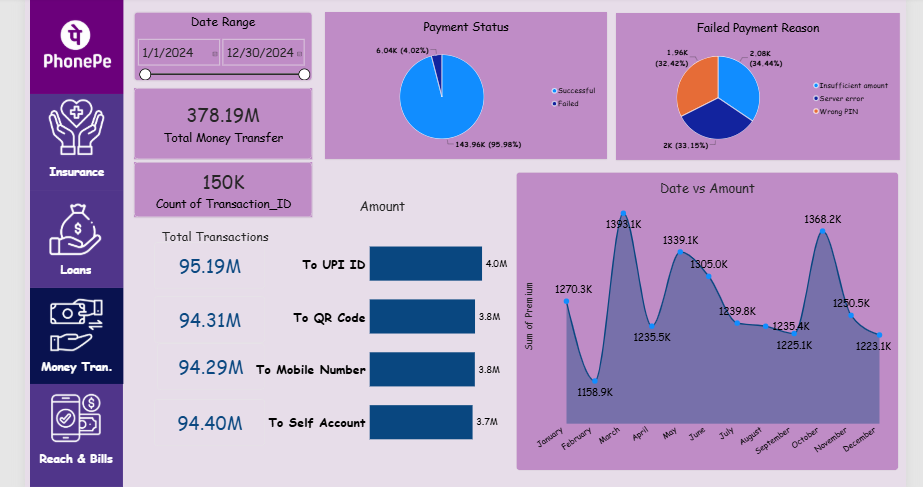 PhonePe
Insurance
Loans
Money Tran.
Reach & Bills
Date Range
1/1/2024
12/30/2024
378.19M
Total Money Transfer
150K
Count of Transaction_ID
Payment Status
6.04K (4.02%)
143.96K (95.98%)
Successful
Failed
Failed Payment Reason
1.96K
(32.42%)
2.08K
(34.44%)
2K (33.15%)
Insufficient amount
Server error
Wrong PIN
Total Transactions
95.19M
94.31M
94.29M
94.40M
Amount
To UPI ID
4.0M
To QR Code
3.8M
To Mobile Number
3.8M
To Self Account
3.7M
Date vs Amount
Sum of Premium
1270.3K
1158.9K
1393.1K
1235.5K
1339.1K
1305.0K
1239.8K
1235.4K
1225.1K
1368.2K
1250.5K
1223.1K
January
February
March
April
May
June
July
August
September
October
November
December